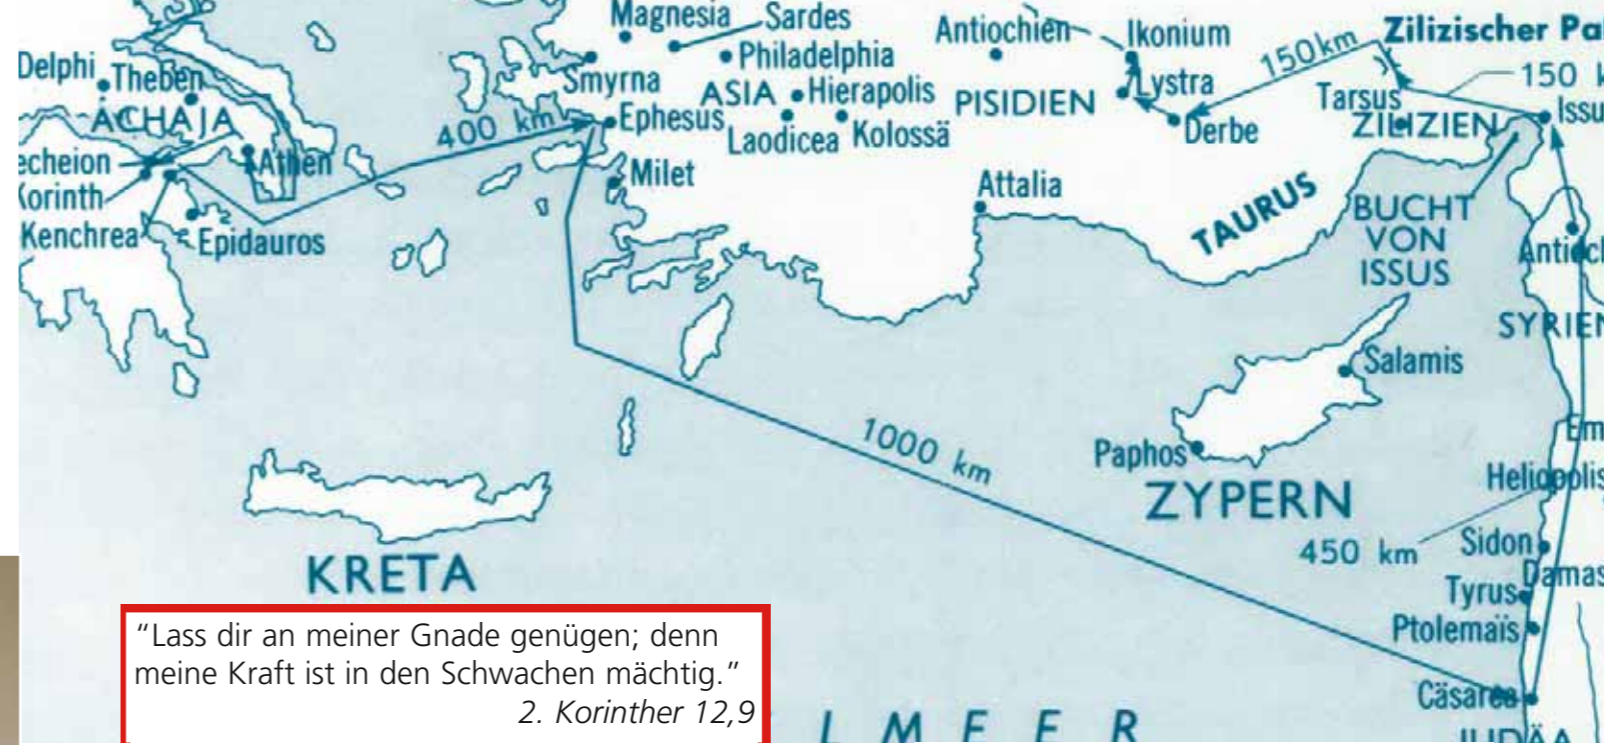 Magnesia
Sardes
Antiochien
Ikonium
Zilizischer Pa
Delphi
Theben
Philadelphia
150 km
Smyrna
Lystra
150 k
ACHAJA
ASIA
Hierapolis
PISIDIEN
Tarsus
Issu
400 km
Ephesus
Laodicea
Kolossä
Derbe
ZILIZIEN
echeion
Athen
Milet
Attalia
TAURUS
Korinth
Kenchrea
Epidauros
BUCHT
VON
ISSUS
Antioch
SYRIEN
Salamis
1000 km
Paphos
Em
Heliopolis
ZYPERN
450 km
Sidon
KRETA
Damas
Tyrus
Ptolemaïs
Cäsarea
"Lass dir an meiner Gnade genügen; denn
meine Kraft ist in den Schwachen mächtig."
2. Korinther 12,9
L M E E R
JUDÄA